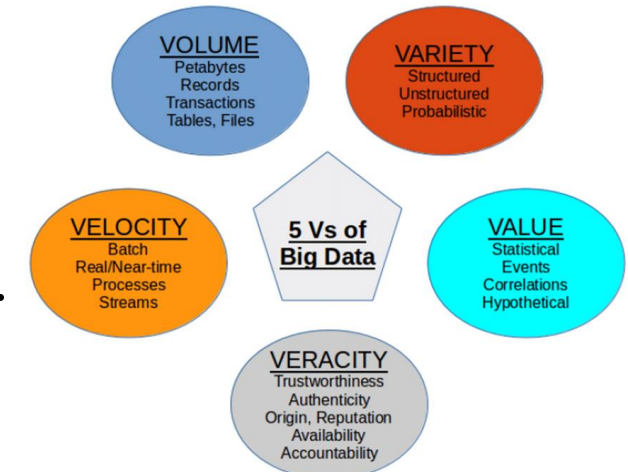 VOLUME
Petabytes
Records
Transactions
Tables, Files
VARIETY
Structured
Unstructured
Probabilistic
VELOCITY
Batch
Real/Near-time
Processes
Streams
5 Vs of
Big Data
VALUE
Statistical
Events
Correlations
Hypothetical
VERACITY
Trustworthiness
Authenticity
Origin, Reputation
Availability
Accountability